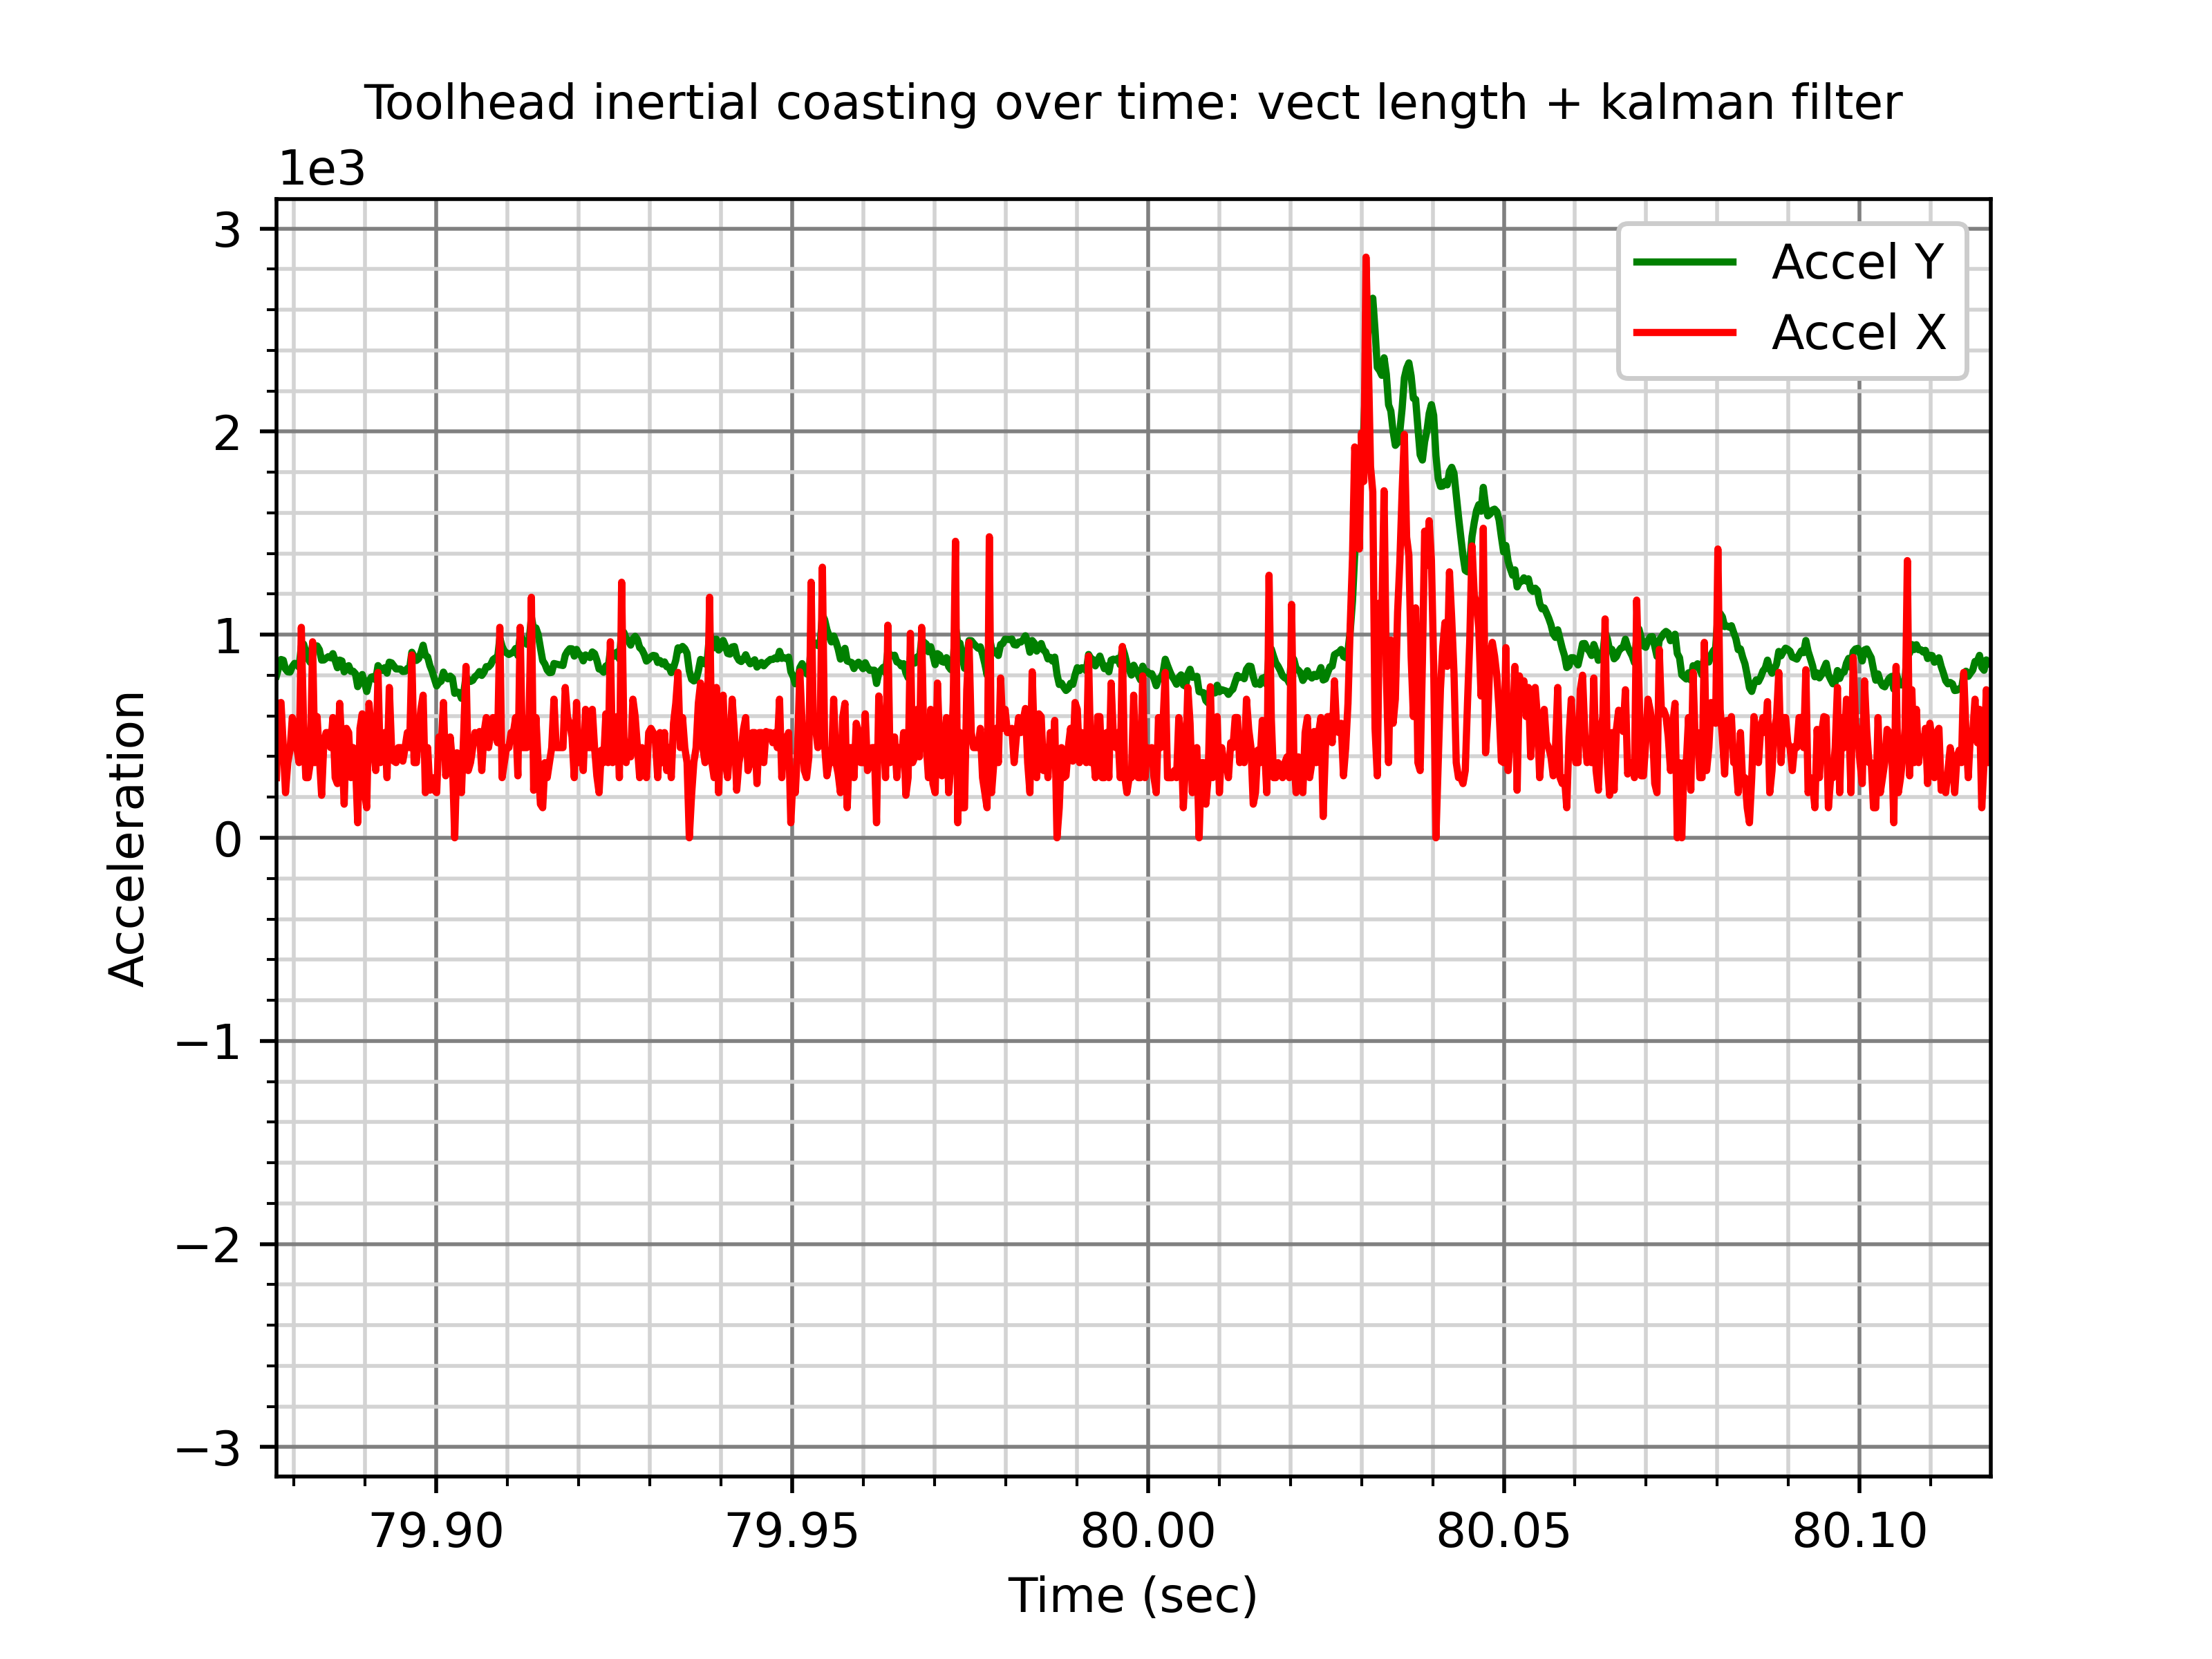 Toolhead inertial coasting over time: vect length + kalman filter
1e3
Accel Y
Accel X
3
2
1
0
−1
−2
−3
Acceleration
79.90 79.95 80.00 80.05 80.10
Time (sec)